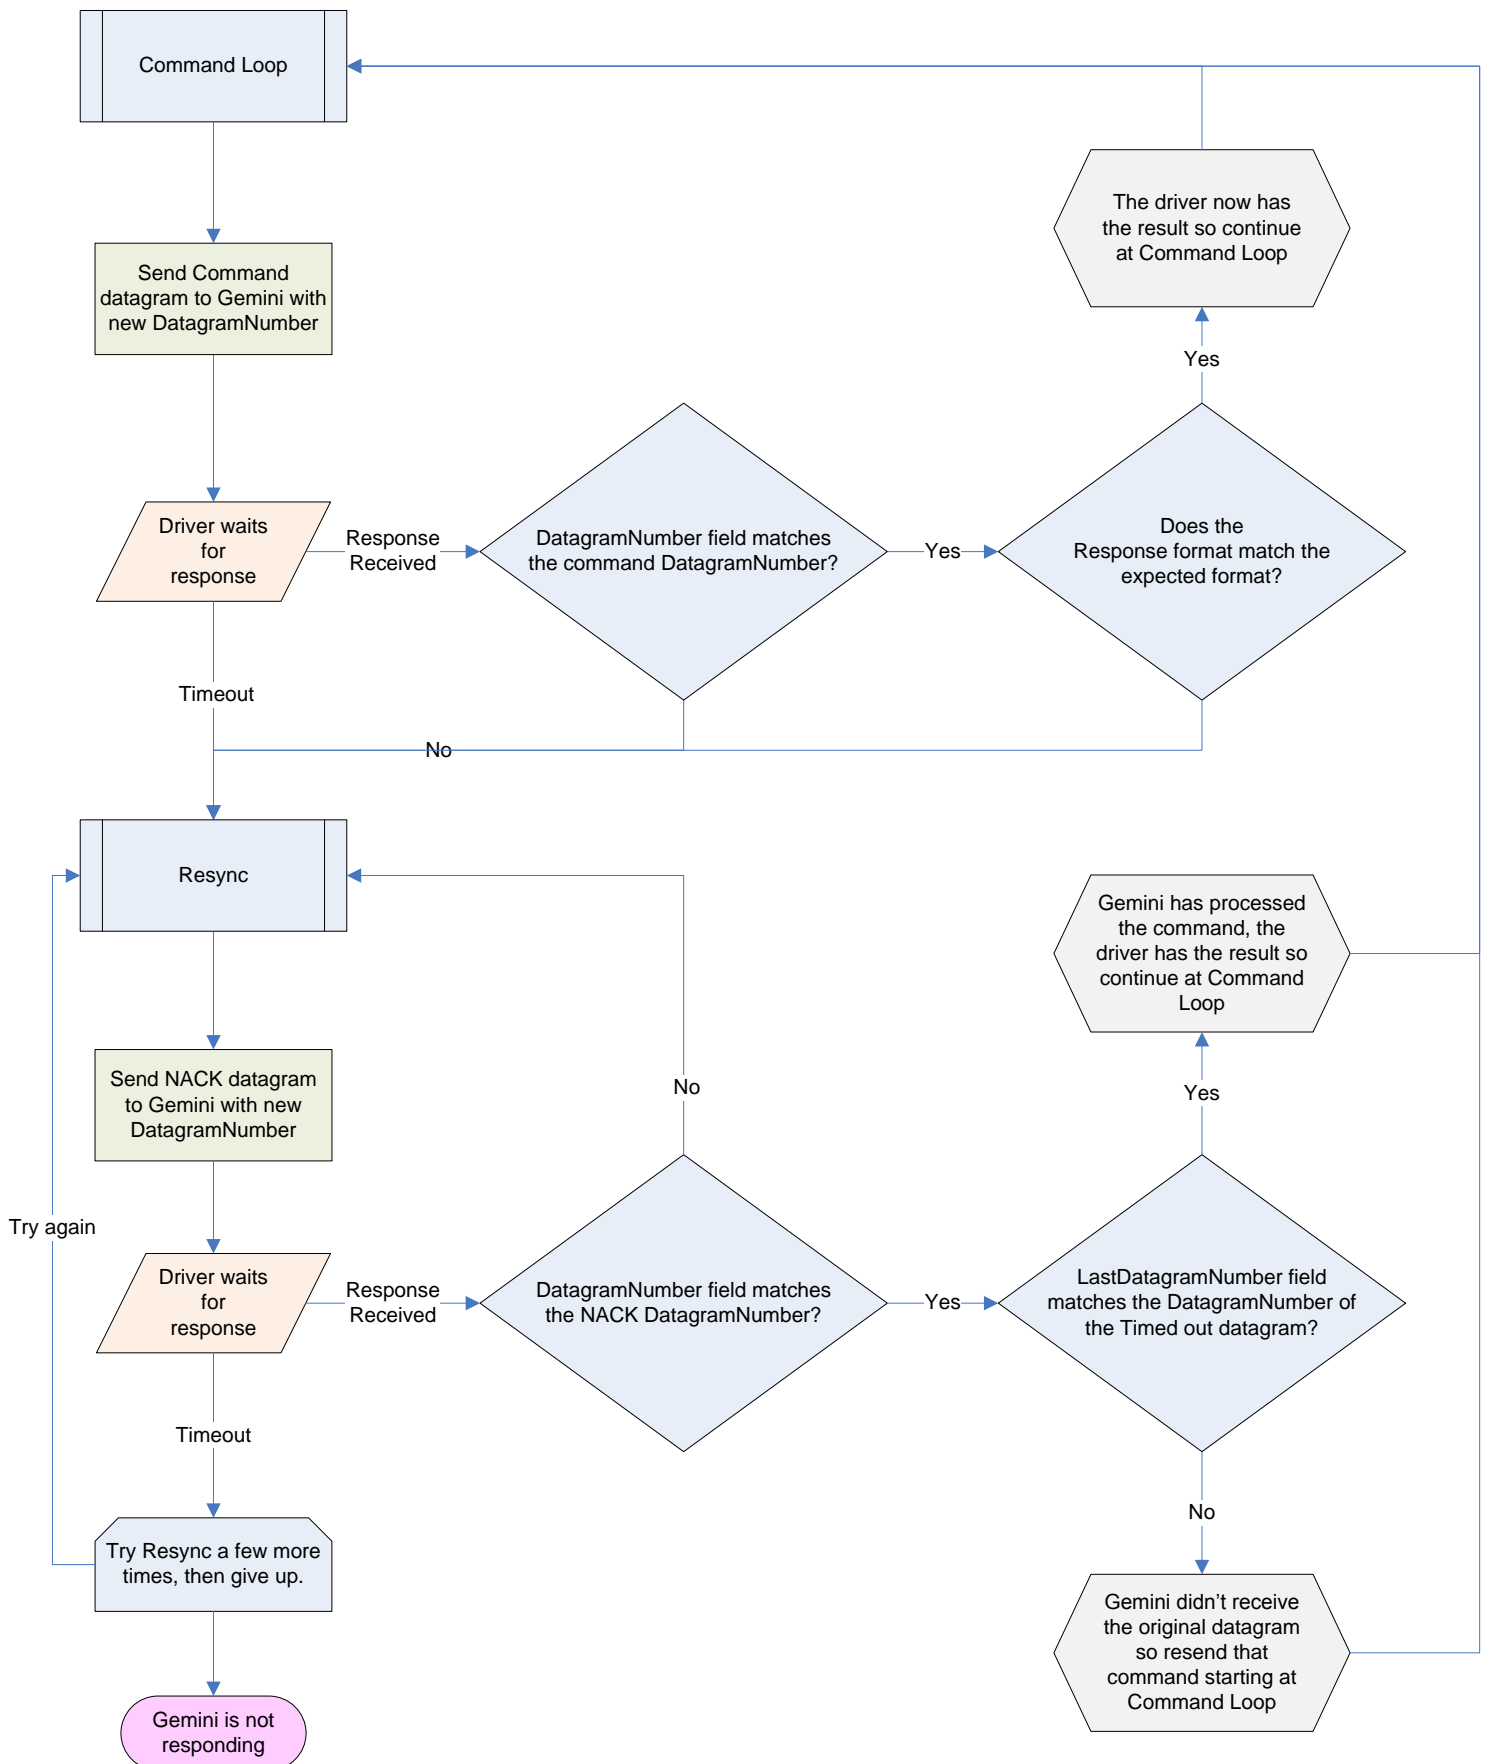 Command Loop
The driver now has
the result so continue
at Command Loop
Send Command
datagram to Gemini with
new DatagramNumber
Yes
Driver waits
for
response
Response
Received
DatagramNumber field matches
the command DatagramNumber?
Yes
Does the
Response format match the
expected format?
Timeout
No
Resync
Gemini has processed
the command, the
driver has the result so
continue at Command
Loop
Send NACK datagram
to Gemini with new
DatagramNumber
No
Yes
Try again
Driver waits
for
response
Response
Received
DatagramNumber field matches
the NACK DatagramNumber?
Yes
LastDatagramNumber field
matches the DatagramNumber of
the Timed out datagram?
Timeout
No
Try Resync a few more
times, then give up.
Gemini didn’t receive
the original datagram
so resend that
command starting at
Command Loop
Gemini is not
responding